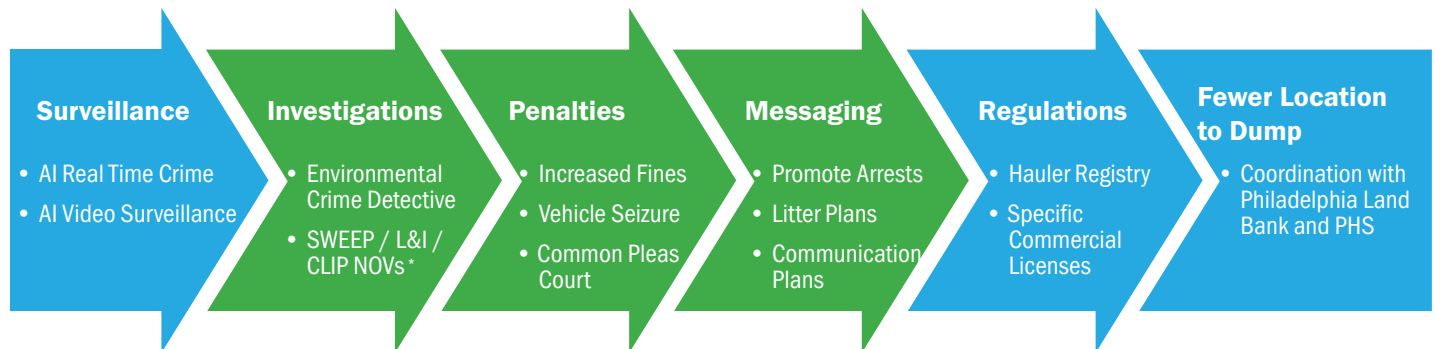 Surveillance
• AI Real Time Crime
• AI Video Surveillance
Investigations
• Environmental
Crime Detective
• SWEEP / L&I /
CLIP NOVs *
Penalties
• Increased Fines
• Vehicle Seizure
• Common Pleas
Court
Messaging
• Promote Arrests
• Litter Plans
• Communication
Plans
Regulations
• Hauler Registry
• Specific
Commercial
Licenses
Fewer Location
to Dump
• Coordination with
Philadelphia Land
Bank and PHS